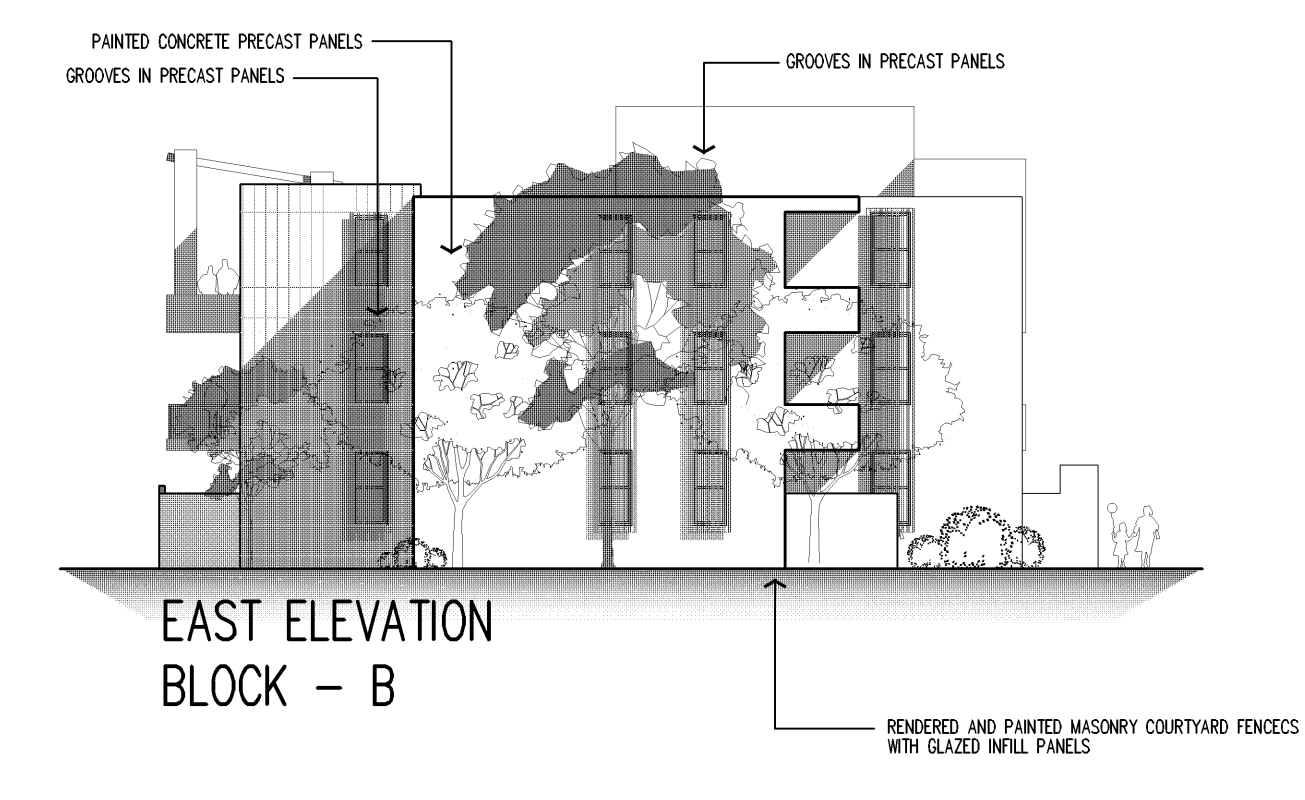 PAINTED CONCRETE PRECAST PANELS
GROOVES IN PRECAST PANELS
GROOVES IN PRECAST PANELS
EAST ELEVATION
BLOCK - B
RENDERED AND PAINTED MASONRY COURTYARD FENCECS
WITH GLAZED INFILL PANELS